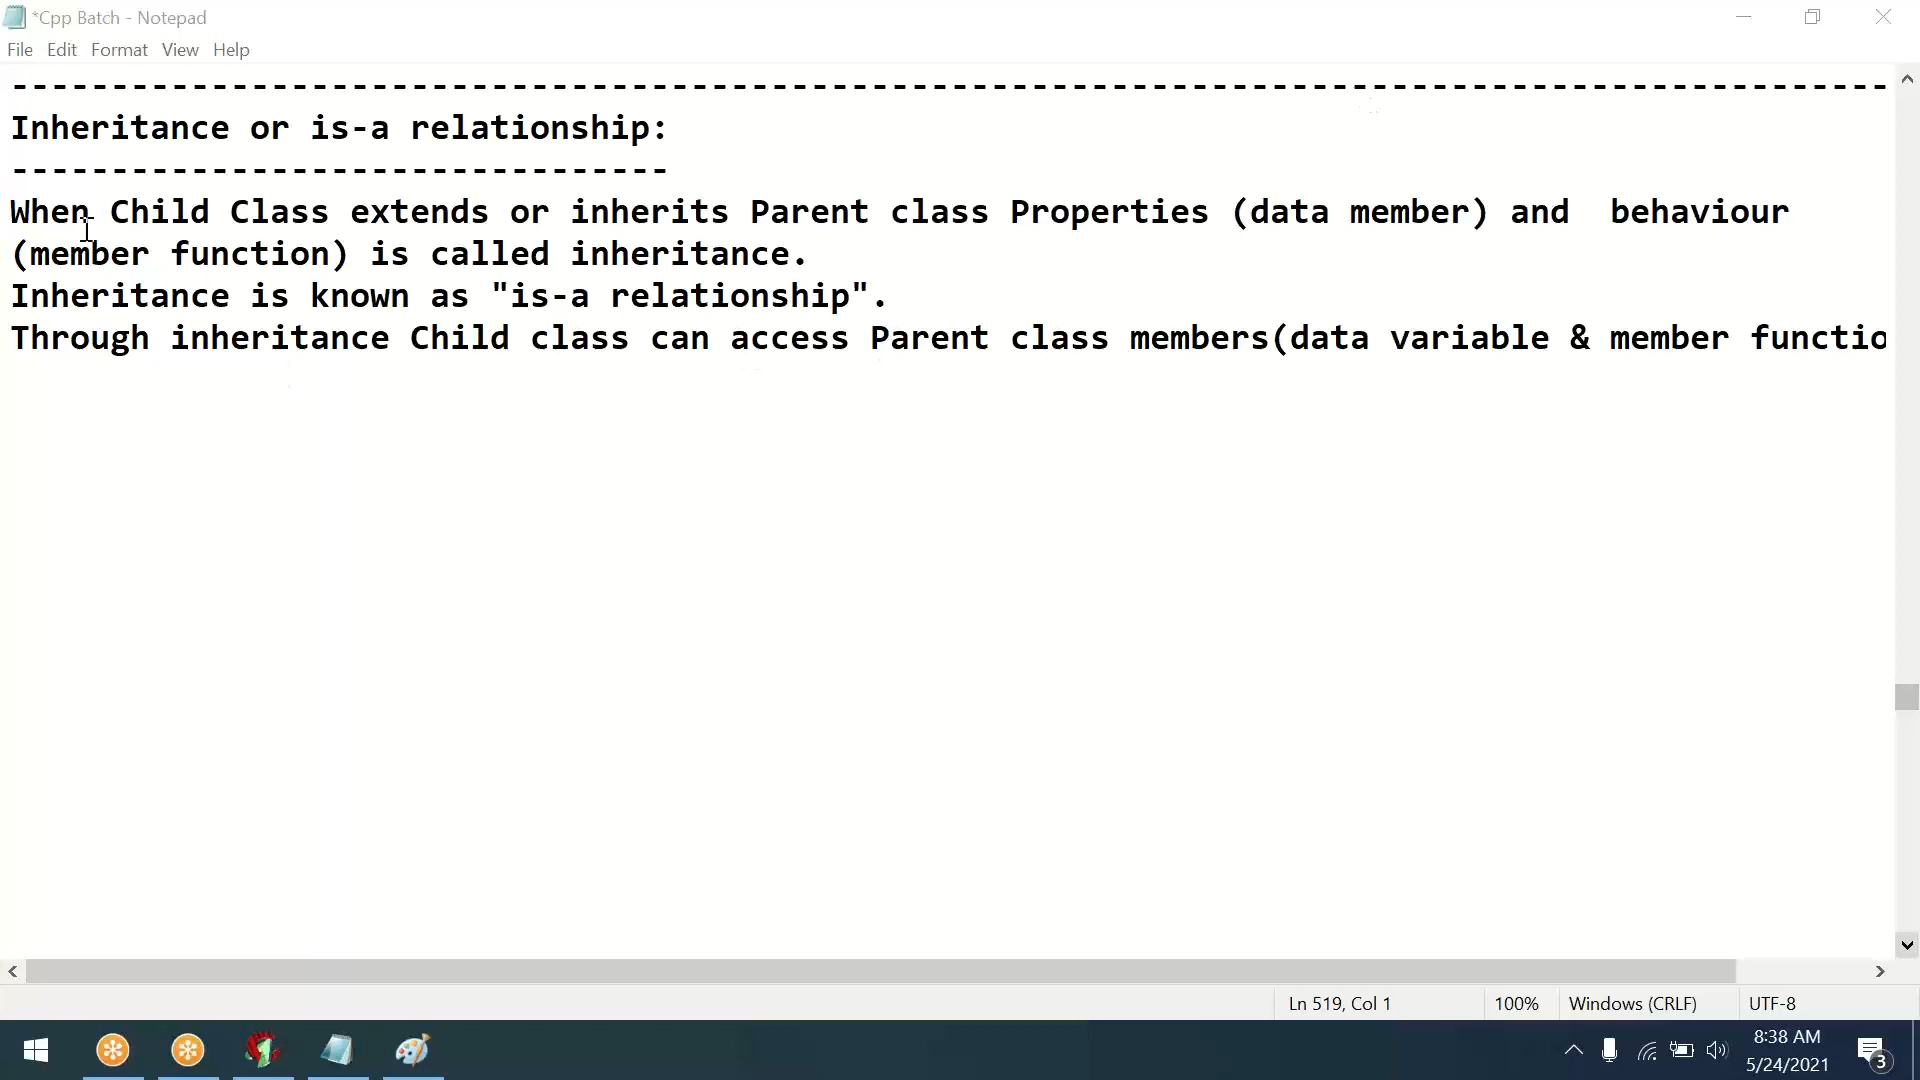 *Cpp Batch - Notepad
File Edit Format View Help
----------------------------------------------------------------------------------------------
Inheritance or is-a relationship:
---------------------------------
When Child Class extends or inherits Parent class Properties (data member) and  behaviour
(member function) is called inheritance.
Inheritance is known as "is-a relationship".
Through inheritance Child class can access Parent class members(data variable & member functio
Ln 519, Col 1 100% Windows (CRLF) UTF-8
8:38 AM
5/24/2021
3